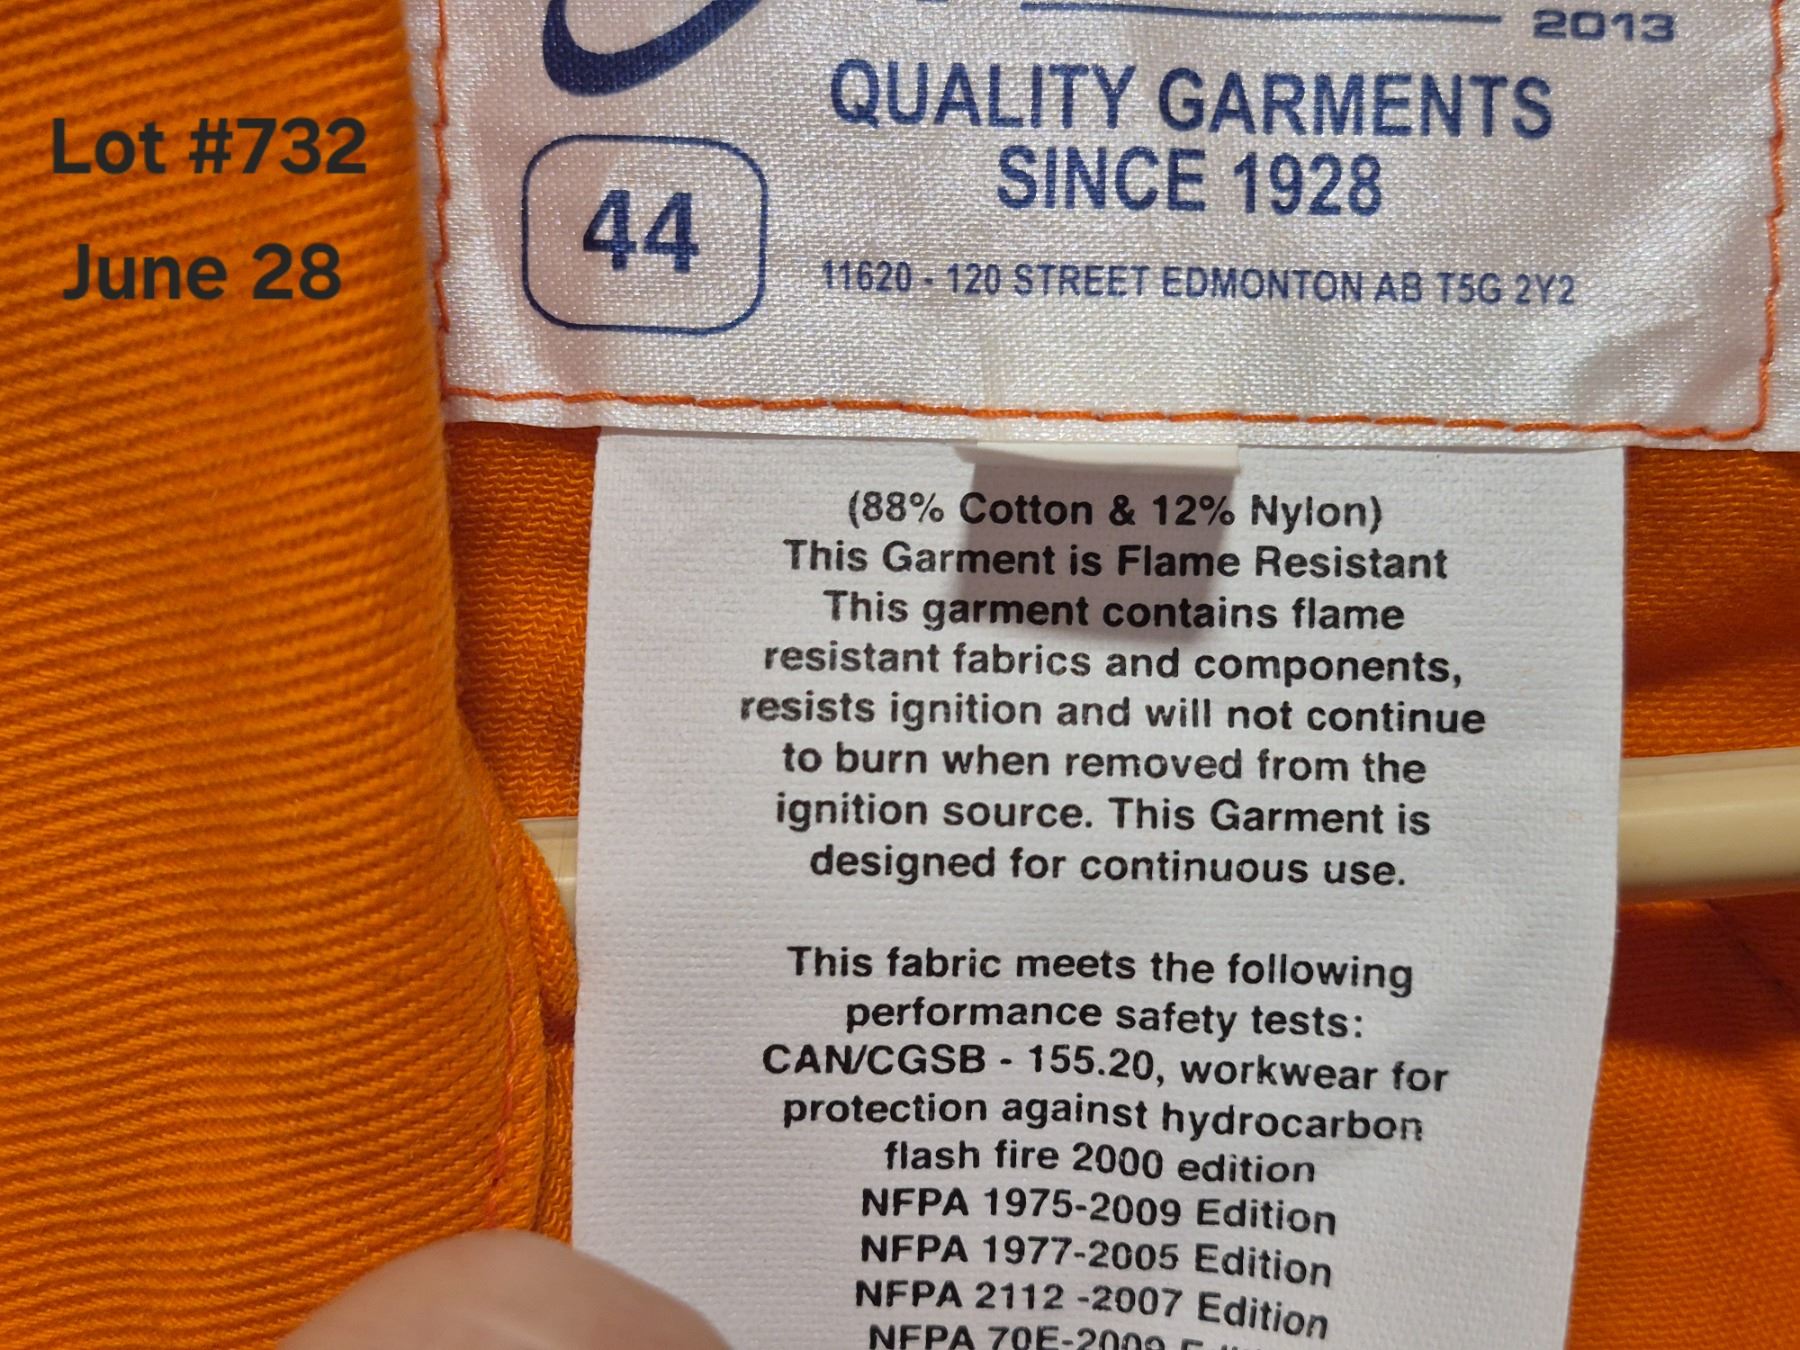 Lot #732
June 28
2013
QUALITY GARMENTS
SINCE 1928
44
11620 - 120 STREET EDMONTON AB T5G 2Y2
(88% Cotton & 12% Nylon)
This Garment is Flame Resistant
This garment contains flame
resistant fabrics and components,
resists ignition and will not continue
to burn when removed from the
ignition source. This Garment is
designed for continuous use.
This fabric meets the following
performance safety tests:
CAN/CGSB - 155.20, workwear for
protection against hydrocarbon
flash fire 2000 edition
NFPA 1975-2009 Edition
NFPA 1977-2005 Edition
NFPA 2112 -2007 Edition
NFPA 70E-2009